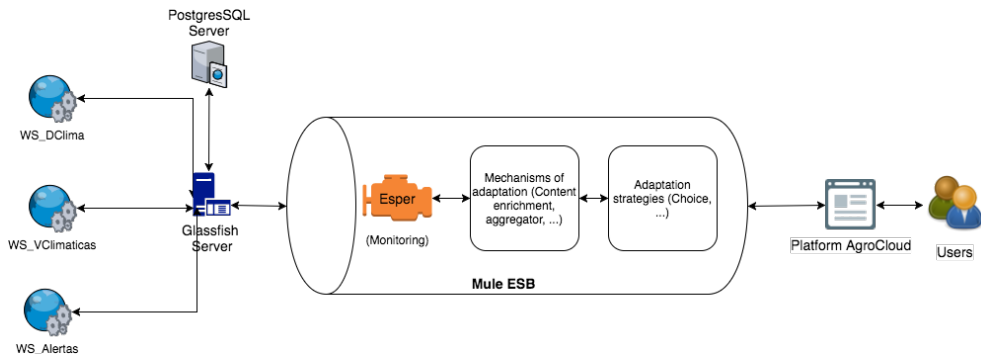 PostgresSQL
Server
WS_DClima
WS_VClimaticas
WS_Alertas
Glassfish
Server
Esper
(Monitoring)
Mechanisms of
adaptation (Content
enrichment,
aggregator, ...)
Adaptation
strategies (Choice,
...)
Mule ESB
Platform AgroCloud
Users